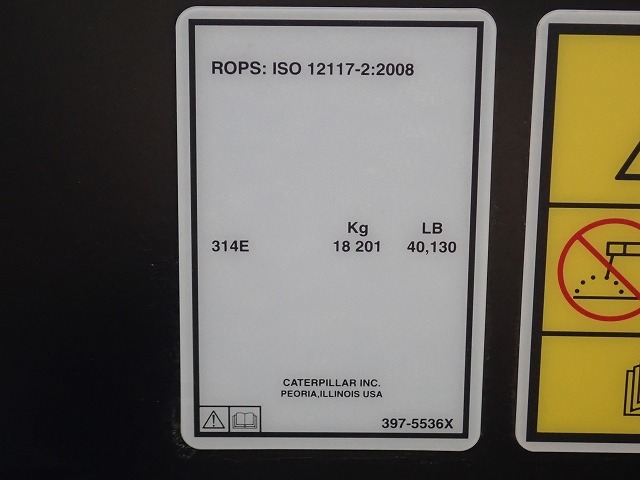 ROPS: ISO 12117-2:2008
Kg LB
314E 18 201 40,130
CATERPILLAR INC.
PEORIA,ILLINOIS USA
397-5536X